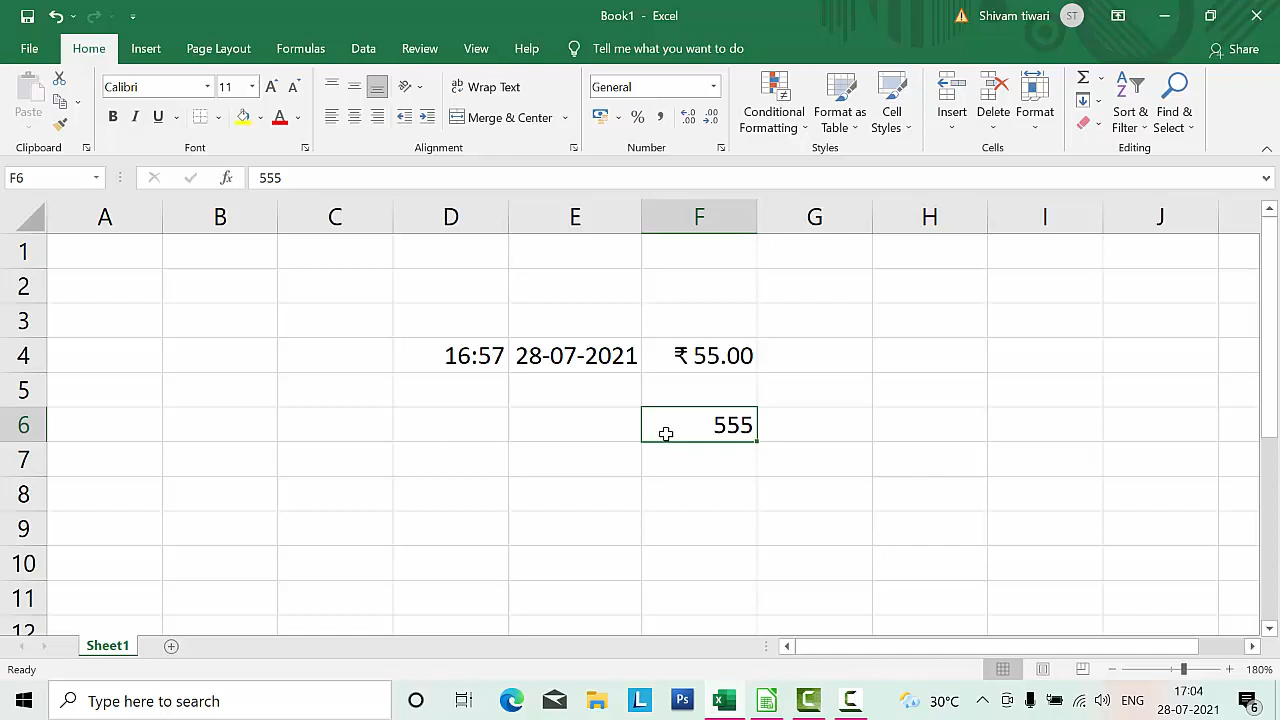 Book1 - Excel
Shivam tiwari ST
File Home Insert Page Layout Formulas Data Review View Help Tell me what you want to do Share
Paste
Calibri 11
B I U A
Wrap Text
Merge & Center
General
% ,
Conditional Formatting
Format as Table
Cell Styles
Insert Delete Format
Sort & Filter
Find & Select
Clipboard Font Alignment Number Styles Cells Editing
F6 fx 555
A B C D E F G H I J
1
2
3
4 16:57 28-07-2021 ₹ 55.00
5
6 555
7
8
9
10
11
12
Sheet1
Ready 180%
Type here to search
L Ps 30°C ENG 17:04
28-07-2021 6